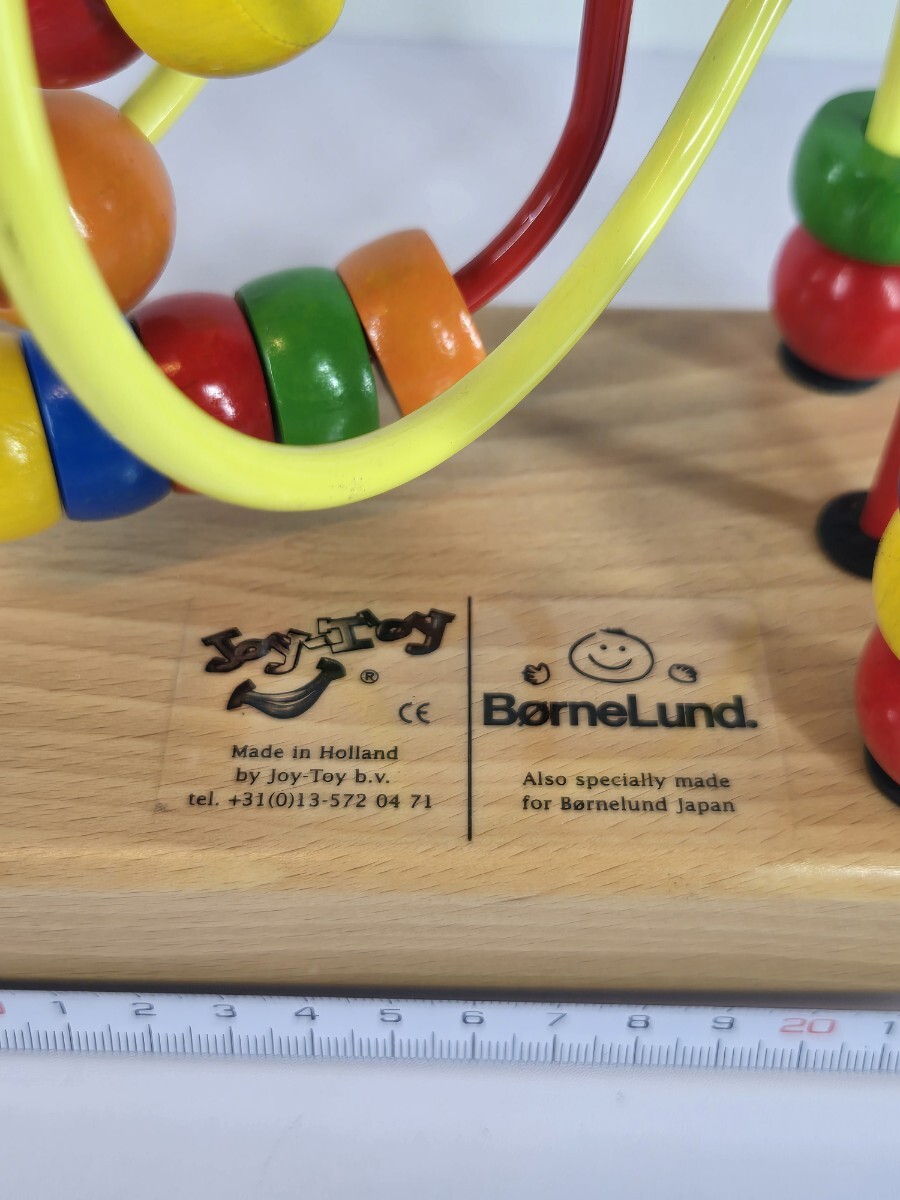 Joy-Toy
®
CE
Made in Holland
by Joy-Toy b.v.
tel. +31(0)13-572 04 71
BørneLund.
Also specially made
for Børnelund Japan
1 2 3 4 5 6 7 8 9 20 1